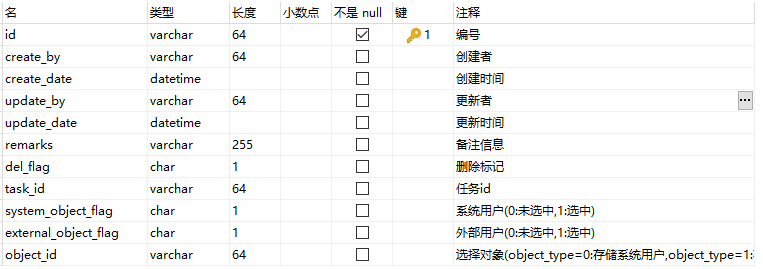 名 类型 长度 小数点 不是 null 键 注释
id varchar 64 1 编号
create_by varchar 64 创建者
create_date datetime 创建时间
update_by varchar 64 更新者
update_date datetime 更新时间
remarks varchar 255 备注信息
del_flag char 1 删除标记
task_id varchar 64 任务id
system_object_flag char 1 系统用户(0:未选中,1:选中)
external_object_flag char 1 外部用户(0:未选中,1:选中)
object_id varchar 64 选择对象(object_type=0:存储系统用户,object_type=1: